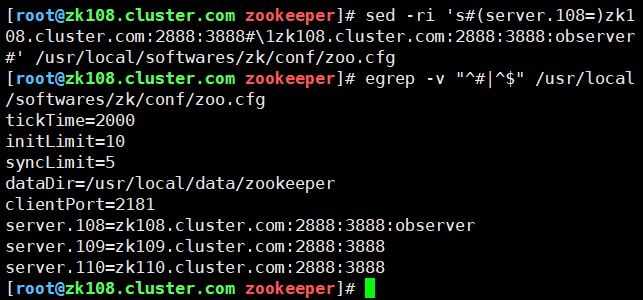 [root@zk108.cluster.com zookeeper]# sed -ri 's#(server.108=)zk1
08.cluster.com:2888:3888#\1zk108.cluster.com:2888:3888:observer
#' /usr/local/softwares/zk/conf/zoo.cfg
[root@zk108.cluster.com zookeeper]# egrep -v "^#|^$" /usr/local
/softwares/zk/conf/zoo.cfg
tickTime=2000
initLimit=10
syncLimit=5
dataDir=/usr/local/data/zookeeper
clientPort=2181
server.108=zk108.cluster.com:2888:3888:observer
server.109=zk109.cluster.com:2888:3888
server.110=zk110.cluster.com:2888:3888
[root@zk108.cluster.com zookeeper]#